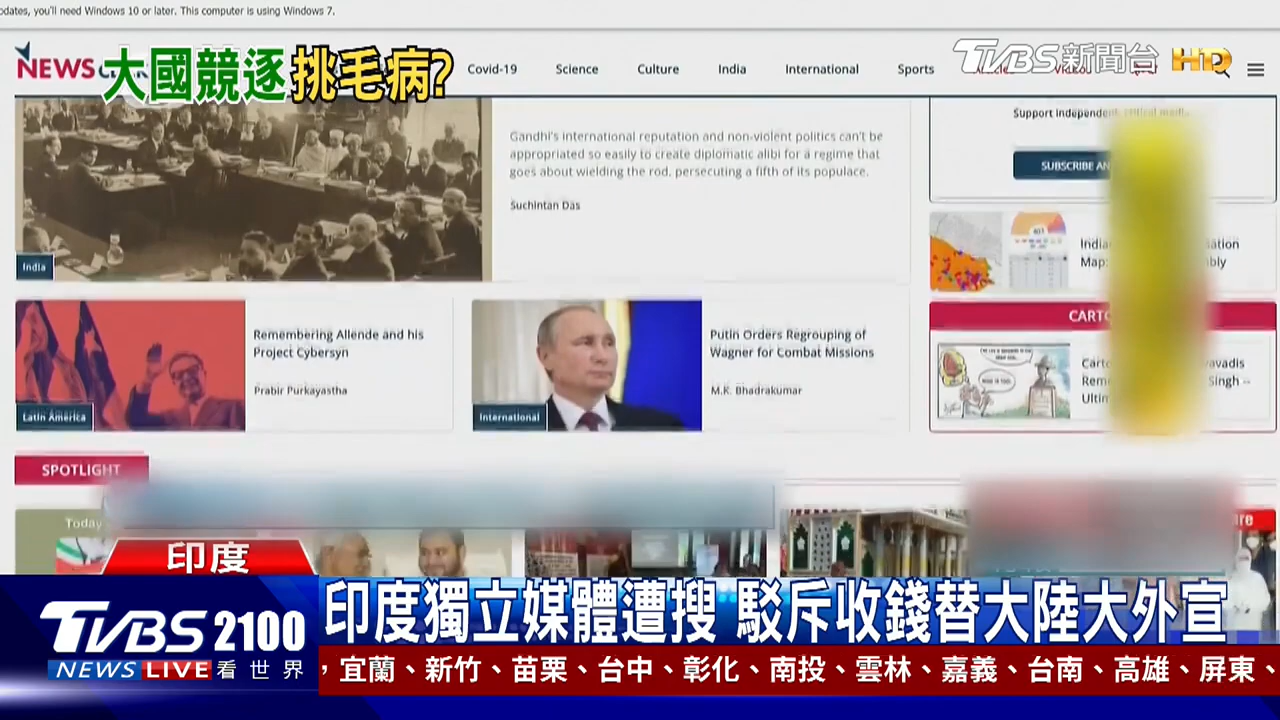 odates, you'll need Windows 10 or later. This computer is using Windows 7.
NEWS
大國競逐挑毛病?
Covid-19
Science
Culture
India
International
Sports
TVBS新聞台 HD
Gandhi's international reputation and non-violent politics can't be
appropriated so easily to create diplomatic alibi for a regime that
goes about wielding the rod, persecuting a fifth of its populace.
Suchintan Das
India
Support independent, critical media
SUBSCRIBE AN
Map:
Remembering Allende and his
Project Cybersyn
Prabir Purkayastha
Latin America
Putin Orders Regrouping of
Wagner for Combat Missions
M.K. Bhadrakumar
International
CARTO
Carto
Singh --
SPOTLIGHT
Today
印度
TVBS 2100
NEWS LIVE 看世界
印度獨立媒體遭搜 駁斥收錢替大陸大外宣
，宜蘭、新竹、苗栗、台中、彰化、南投、雲林、嘉義、台南、高雄、屏東、